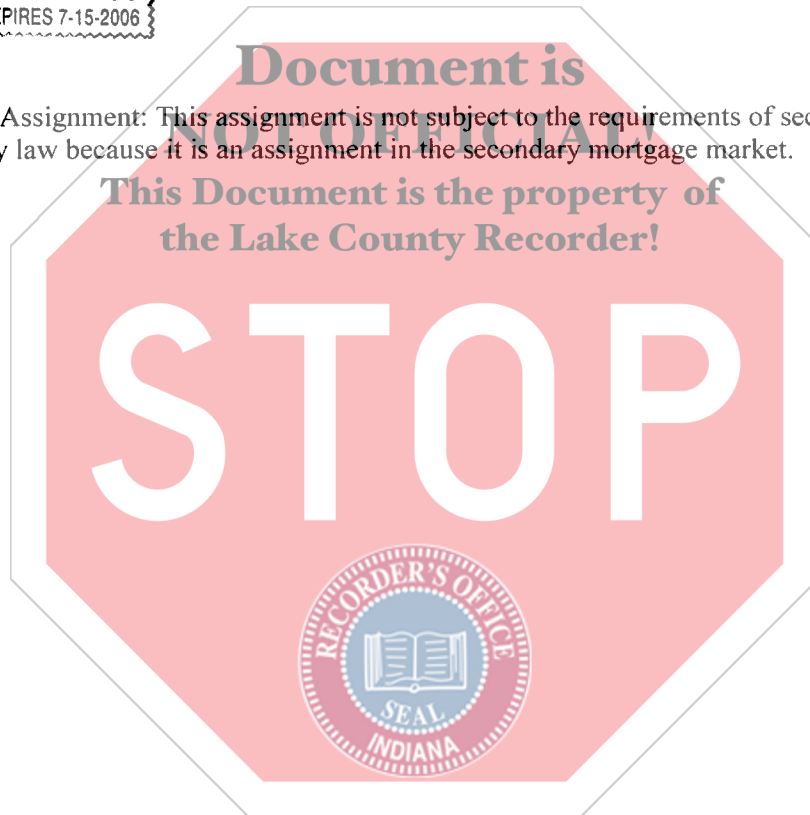 PIRES 7-15-2006
Document is
Assignment: This assignment is not subject to the requirements of sec
NOT OFFICIAL!
y law because it is an assignment in the secondary mortgage market.
This Document is the property of
the Lake County Recorder!
STOP
RECORDER'S OFFICE
SEAL
INDIANA